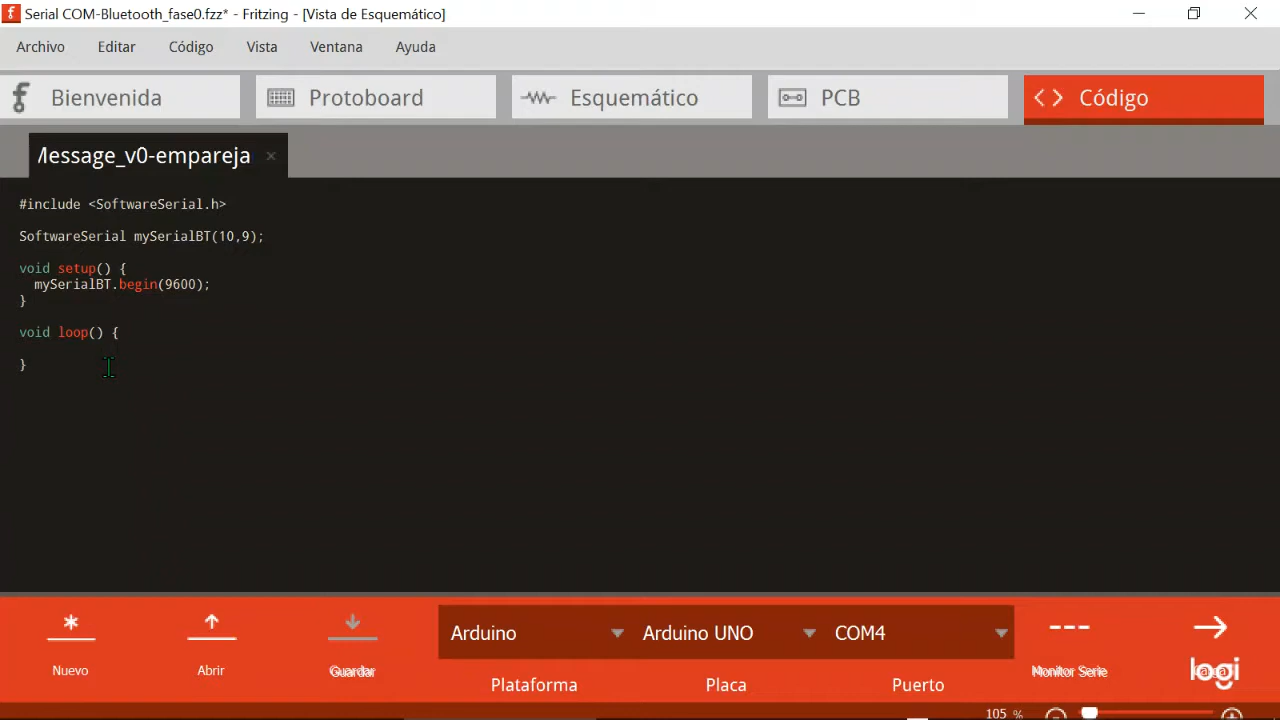 Serial COM-Bluetooth_fase0.fzz* - Fritzing - [Vista de Esquemático]
Archivo Editar Código Vista Ventana Ayuda
Bienvenida Protoboard Esquemático PCB Código
Message_v0-empareja ×
#include <SoftwareSerial.h>
SoftwareSerial mySerialBT(10,9);
void setup() {
mySerialBT.begin(9600);
}
void loop() {
}
Arduino Arduino UNO COM4
Nuevo Abrir Guardar Monitor Serie
logi
Plataforma Placa Puerto
105 %